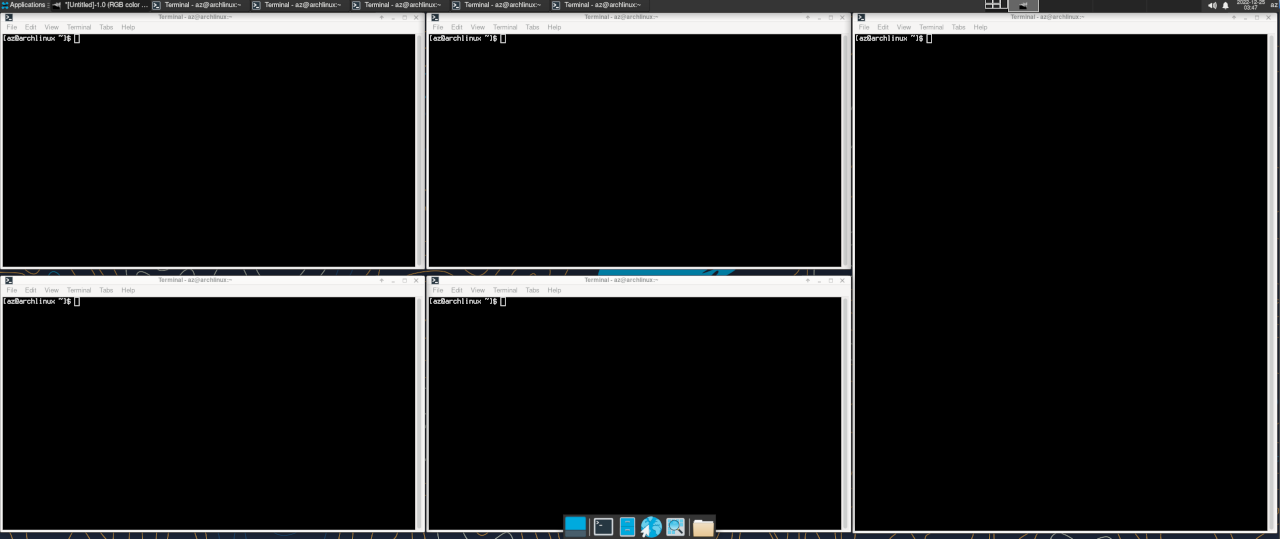 Applications *[Untitled]-1.0 (RGB color ... Terminal - az@archlinux:~ Terminal - az@archlinux:~ Terminal - az@archlinux:~ Terminal - az@archlinux:~ Terminal - az@archlinux:~ 2022-12-25 az
03:47
Terminal - az@archlinux:~
File Edit View Terminal Tabs Help
[az@archlinux ~]$
Terminal - az@archlinux:~
File Edit View Terminal Tabs Help
[az@archlinux ~]$
Terminal - az@archlinux:~
File Edit View Terminal Tabs Help
[az@archlinux ~]$
Terminal - az@archlinux:~
File Edit View Terminal Tabs Help
[az@archlinux ~]$
Terminal - az@archlinux:~
File Edit View Terminal Tabs Help
[az@archlinux ~]$